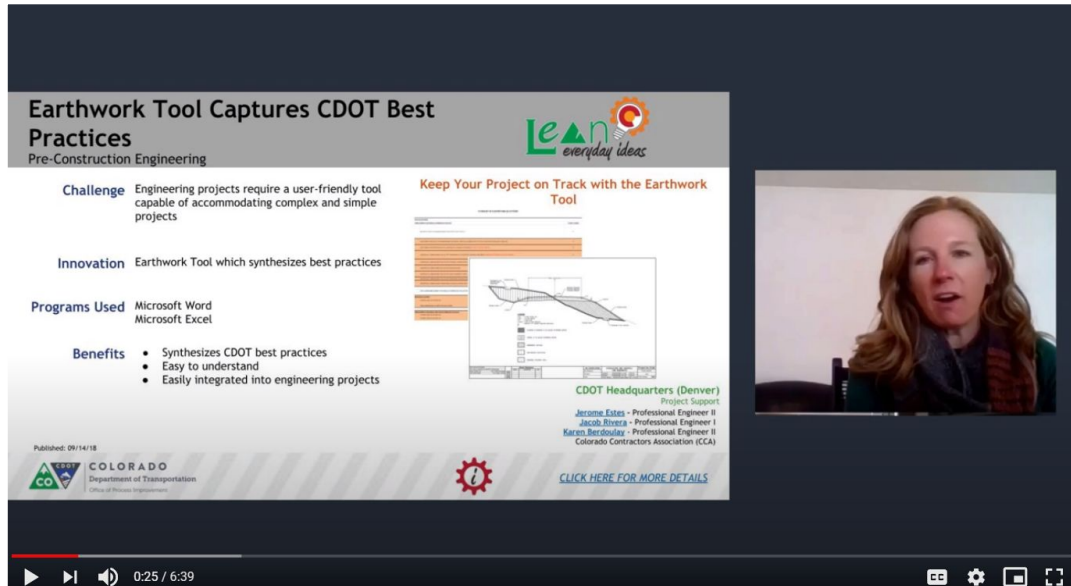 Earthwork Tool Captures CDOT Best
Practices
Pre-Construction Engineering
Lean
everyday ideas
Challenge
Engineering projects require a user-friendly tool
capable of accommodating complex and simple
projects
Innovation
Earthwork Tool which synthesizes best practices
Programs Used
Microsoft Word
Microsoft Excel
Benefits
● Synthesizes CDOT best practices
● Easy to understand
● Easily integrated into engineering projects
Keep Your Project on Track with the Earthwork
Tool
CDOT Headquarters (Denver)
Project Support
Jerome Estes - Professional Engineer II
Jacob Rivera - Professional Engineer I
Karen Berdoulay - Professional Engineer II
Colorado Contractors Association (CCA)
Published: 09/14/18
CO
CDOT
COLORADO
Department of Transportation
Office of Process Improvement
i
CLICK HERE FOR MORE DETAILS
0:25 / 6:39
CC